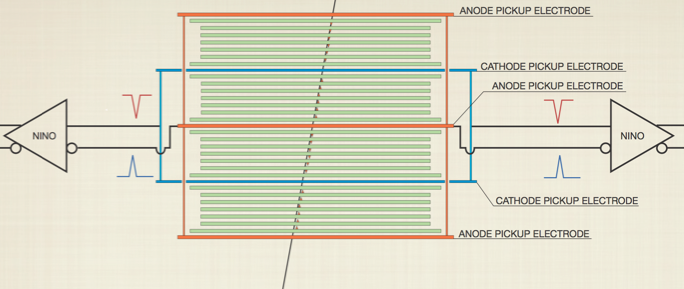 ANODE PICKUP ELECTRODE
CATHODE PICKUP ELECTRODE
ANODE PICKUP ELECTRODE
NINO
NINO
CATHODE PICKUP ELECTRODE
ANODE PICKUP ELECTRODE